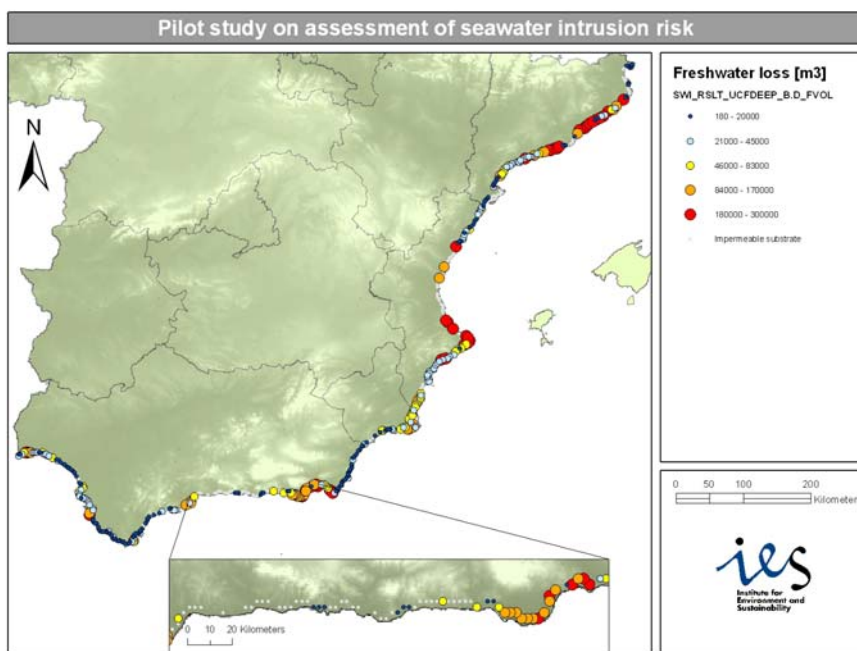 Pilot study on assessment of seawater intrusion risk
N
Freshwater loss [m3]
SWI_RSLT_UCFDEEP_B.D_FVOL
180 - 20000
21000 - 45000
46000 - 83000
84000 - 170000
180000 - 300000
Impermeable substrate
0 50 100 200
Kilometers
0 10 20 Kilometers
ies
Institute for
Environment and
Sustainability